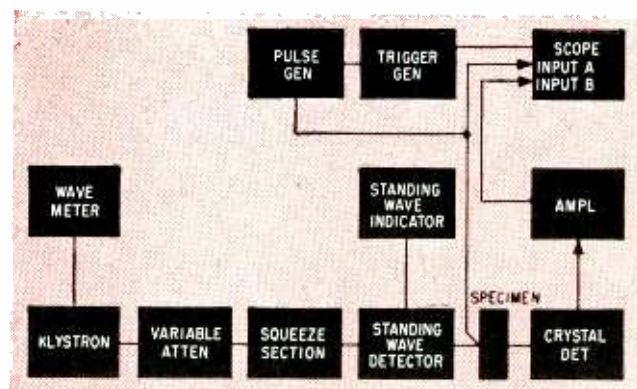 PULSE
GEN
TRIGGER
GEN
SCOPE
INPUT A
INPUT B
WAVE
METER
STANDING
WAVE
INDICATOR
AMPL
SPECIMEN
KLYSTRON
VARIABLE
ATTEN
SQUEEZE
SECTION
STANDING
WAVE
DETECTOR
CRYSTAL
DET